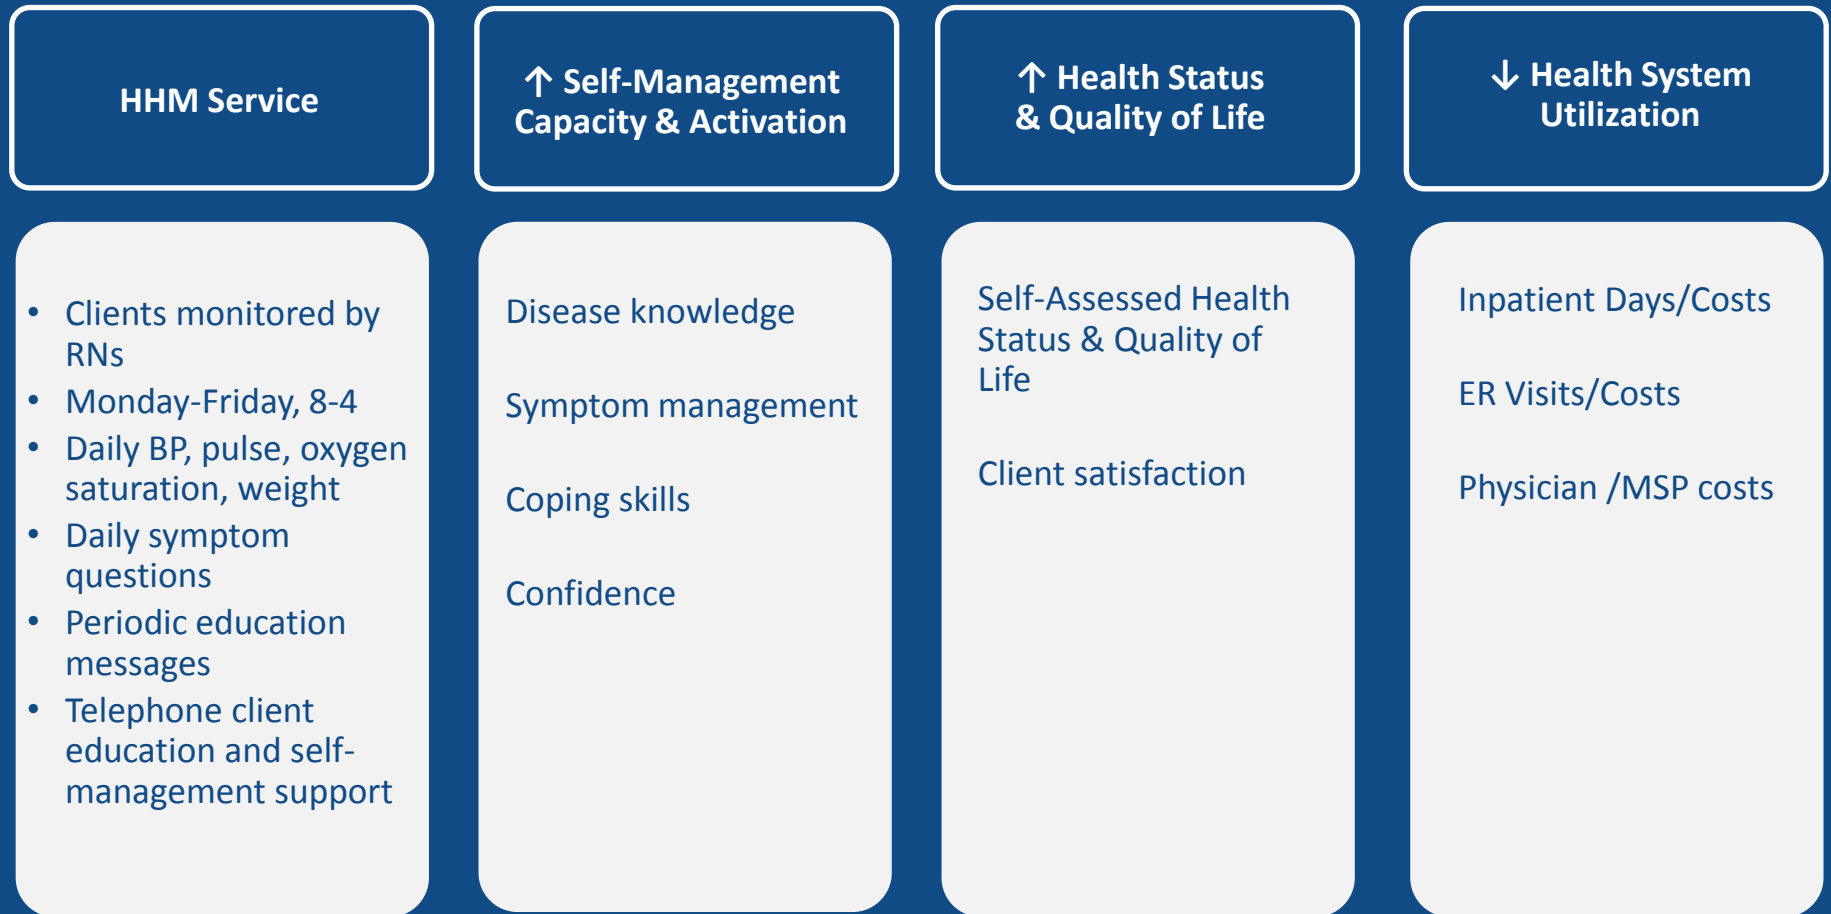 HHM Service
• Clients monitored by
RNs
• Monday-Friday, 8-4
• Daily BP, pulse, oxygen
saturation, weight
• Daily symptom
questions
• Periodic education
messages
• Telephone client
education and self-
management support
↑ Self-Management
Capacity & Activation
Disease knowledge
Symptom management
Coping skills
Confidence
↑ Health Status
& Quality of Life
Self-Assessed Health
Status & Quality of
Life
Client satisfaction
↓ Health System
Utilization
Inpatient Days/Costs
ER Visits/Costs
Physician /MSP costs